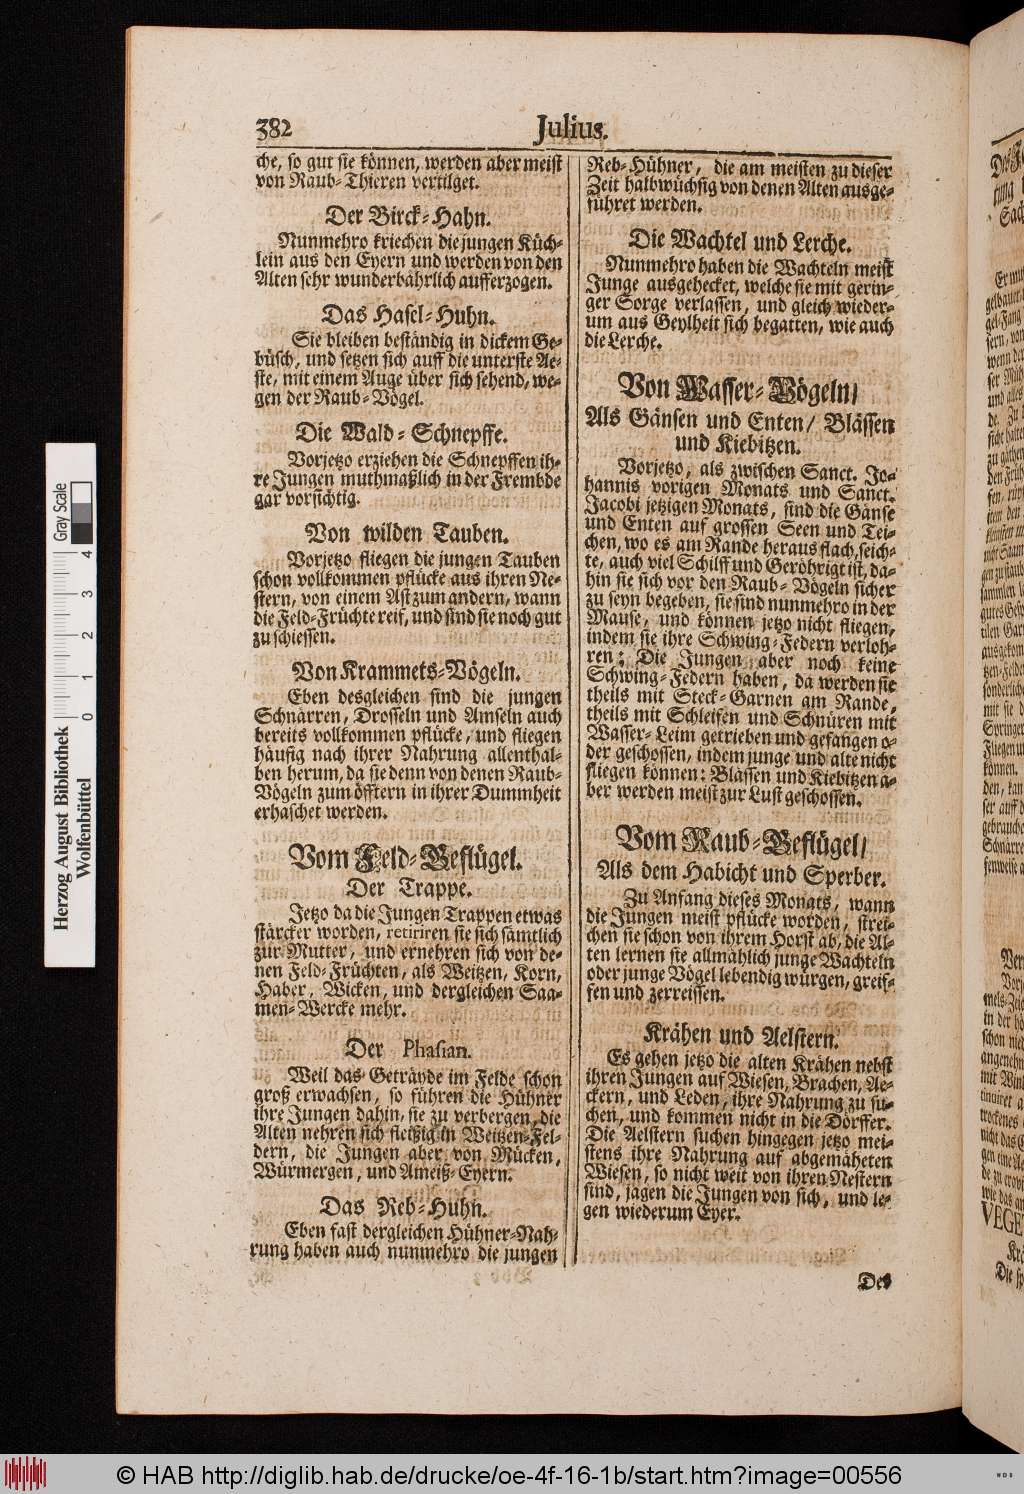 382
Julius.
che, so gut sie können, werden aber meist
von Raub-Thieren vertilget.
Der Birck-Hahn.
Nunmehro kriechen die jungen Küch-
lein aus den Eyern und werden von den
Alten sehr wunderbährlich aufferzogen.
Das Hasel-Huhn.
Sie bleiben beständig in dickem Ge-
büsch, und setzen sich auff die unterste Ae-
ste, mit einem Auge über sich sehend, we-
gen der Raub-Vögel.
Die Wald-Schnepffe.
Vorjetzo erziehen die Schnepffen ih-
re Jungen muthmaßlich in der Frembde
gar vorsichtig.
Von wilden Tauben.
Vorjetzo fliegen die jungen Tauben
schon vollkommen pflücke aus ihren Ne-
stern, von einem Ast zum andern, wann
die Feld-Früchte reif, und sind sie noch gut
zu schiessen.
Von Krammets-Vögeln.
Eben desgleichen sind die jungen
Schnärren, Drosseln und Amseln auch
bereits vollkommen pflücke, und fliegen
häufig nach ihrer Nahrung allenthal-
ben herum, da sie denn von denen Raub-
Vögeln zum öfftern in ihrer Dummheit
erhaschet werden.
Vom Feld-Geflügel.
Der Trappe.
Jetzo da die Jungen Trappen etwas
stärcker worden, retiriren sie sich sämtlich
zur Mutter, und ernehren sich von de-
nen Feld-Früchten, als Weitzen, Korn,
Haber, Wicken, und dergleichen Saa-
men-Wercke mehr.
Der Phasian.
Weil das Geträyde im Felde schon
groß erwachsen, so führen die Hühner
ihre Jungen dahin, sie zu verbergen, die
Alten nehren sich fleißig in Weitzen-Fel-
dern, die Jungen aber von Mücken,
Würmergen, und Ameiß-Eyern.
Das Reb-Huhn.
Eben fast dergleichen Hühner-Nah-
rung haben auch nunmehro die jungen
Reb-Hühner, die am meisten zu dieser
Zeit halbwüchsig von denen Alten ausge-
führet werden.
Die Wachtel und Lerche.
Nunmehro haben die Wachteln meist
Junge ausgehecket, welche sie mit gerin-
ger Sorge verlassen, und gleich wieder-
um aus Geylheit sich begatten, wie auch
die Lerche.
Von Wasser-Vögeln/
Als Gänsen und Enten/ Blässen
und Kiebitzen.
Vorjetzo, als zwischen Sanct. Jo-
hannis vorigen Monats und Sanct.
Jacobi jetzigen Monats, sind die Gänse
und Enten auf grossen Seen und Tei-
chen, wo es am Rande heraus flach, seich-
te, auch viel Schilff und Geröhrigt ist, da-
hin sie sich vor den Raub-Vögeln sicher
zu seyn begeben, sie sind nunmehro in der
Mause, und können jetzo nicht fliegen,
indem sie ihre Schwing-Federn verloh-
ren: Die Jungen aber noch keine
Schwing-Federn haben, da werden sie
theils mit Steck-Garnen am Rande,
theils mit Schleifen und Schnüren mit
Wasser-Leim getrieben und gefangen o-
der geschossen, indem junge und alte nicht
fliegen können: Blässen und Kiebitzen a-
ber werden meist zur Lust geschossen.
Vom Raub-Geflügel/
Als dem Habicht und Sperber.
Zu Anfang dieses Monats, wann
die Jungen meist pflücke worden, strei-
chen sie schon von ihrem Horst ab, die Al-
ten lernen sie allmählich junge Wachteln
oder junge Vögel lebendig würgen, greif-
fen und zerreissen.
Krähen und Aelstern.
Es gehen jetzo die alten Krähen nebst
ihren Jungen auf Wiesen, Brachen, Ae-
ckern, und Leden, ihre Nahrung zu su-
chen, und kommen nicht in die Dörffer.
Die Aelstern suchen hingegen jetzo mei-
stens ihre Nahrung auf abgemäheten
Wiesen, so nicht weit von ihren Nestern
sind, jagen die Jungen von sich, und le-
gen wiederum Eyer.
Des
Herzog August Bibliothek
Wolfenbüttel
0 1 2 3 4
Gray Scale
© HAB http://diglib.hab.de/drucke/oe-4f-16-1b/start.htm?image=00556